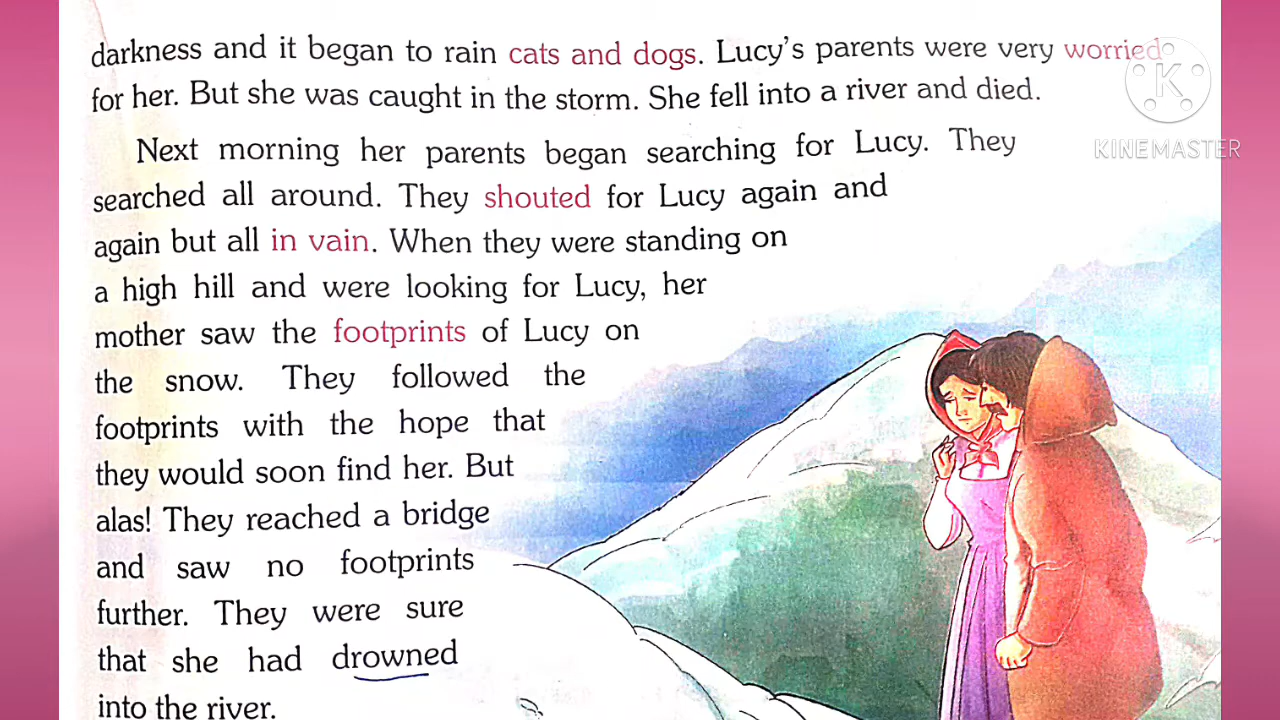 darkness and it began to rain cats and dogs. Lucy's parents were very worried
for her. But she was caught in the storm. She fell into a river and died.
Next morning her parents began searching for Lucy. They
searched all around. They shouted for Lucy again and
again but all in vain. When they were standing on
a high hill and were looking for Lucy, her
mother saw the footprints of Lucy on
the snow. They followed the
footprints with the hope that
they would soon find her. But
alas! They reached a bridge
and saw no footprints
further. They were sure
that she had drowned
into the river.
K
KINEMASTER